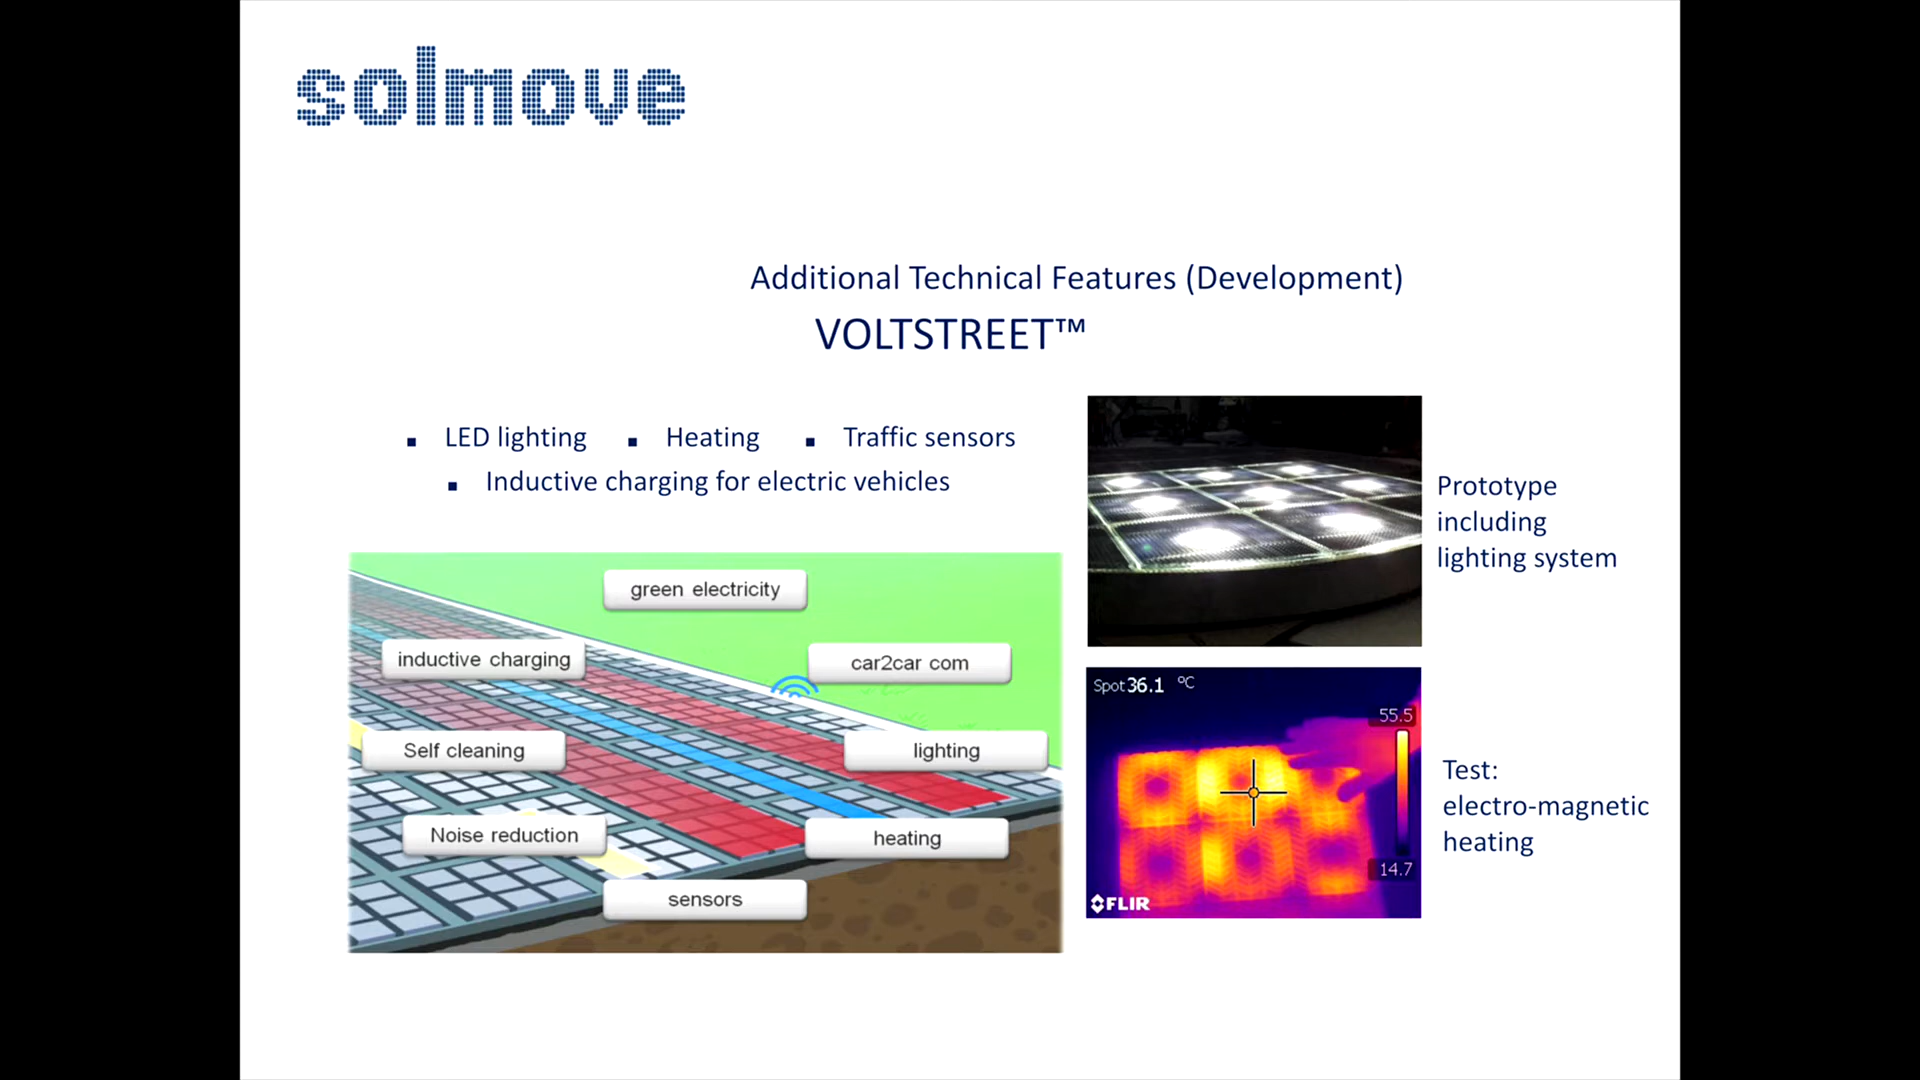 solmove
Additional Technical Features (Development)
VOLTSTREET™
▪ LED lighting ▪ Heating ▪ Traffic sensors
▪ Inductive charging for electric vehicles
Prototype
including
lighting system
green electricity
inductive charging
car2car com
Self cleaning
lighting
Noise reduction
heating
sensors
Spot 36.1 °C
55.5
14.7
FLIR
Test:
electro-magnetic
heating